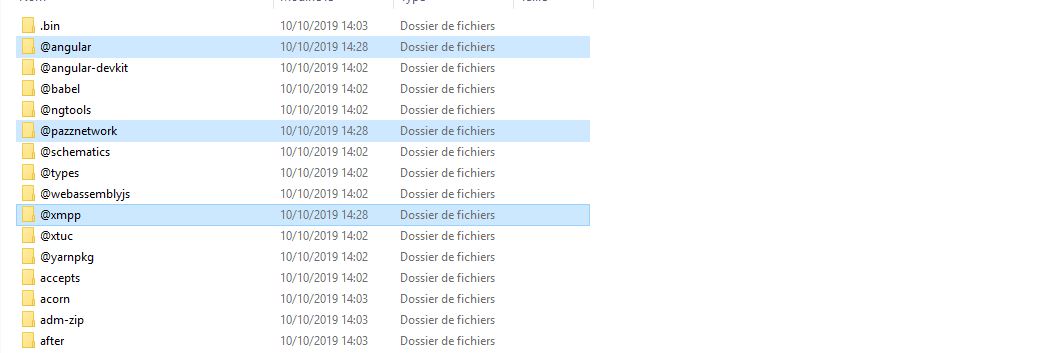 .bin 10/10/2019 14:03 Dossier de fichiers
@angular 10/10/2019 14:28 Dossier de fichiers
@angular-devkit 10/10/2019 14:02 Dossier de fichiers
@babel 10/10/2019 14:02 Dossier de fichiers
@ngtools 10/10/2019 14:02 Dossier de fichiers
@pazznetwork 10/10/2019 14:28 Dossier de fichiers
@schematics 10/10/2019 14:02 Dossier de fichiers
@types 10/10/2019 14:02 Dossier de fichiers
@webassemblyjs 10/10/2019 14:02 Dossier de fichiers
@xmpp 10/10/2019 14:28 Dossier de fichiers
@xtuc 10/10/2019 14:02 Dossier de fichiers
@yarnpkg 10/10/2019 14:02 Dossier de fichiers
accepts 10/10/2019 14:02 Dossier de fichiers
acorn 10/10/2019 14:03 Dossier de fichiers
adm-zip 10/10/2019 14:03 Dossier de fichiers
after 10/10/2019 14:03 Dossier de fichiers